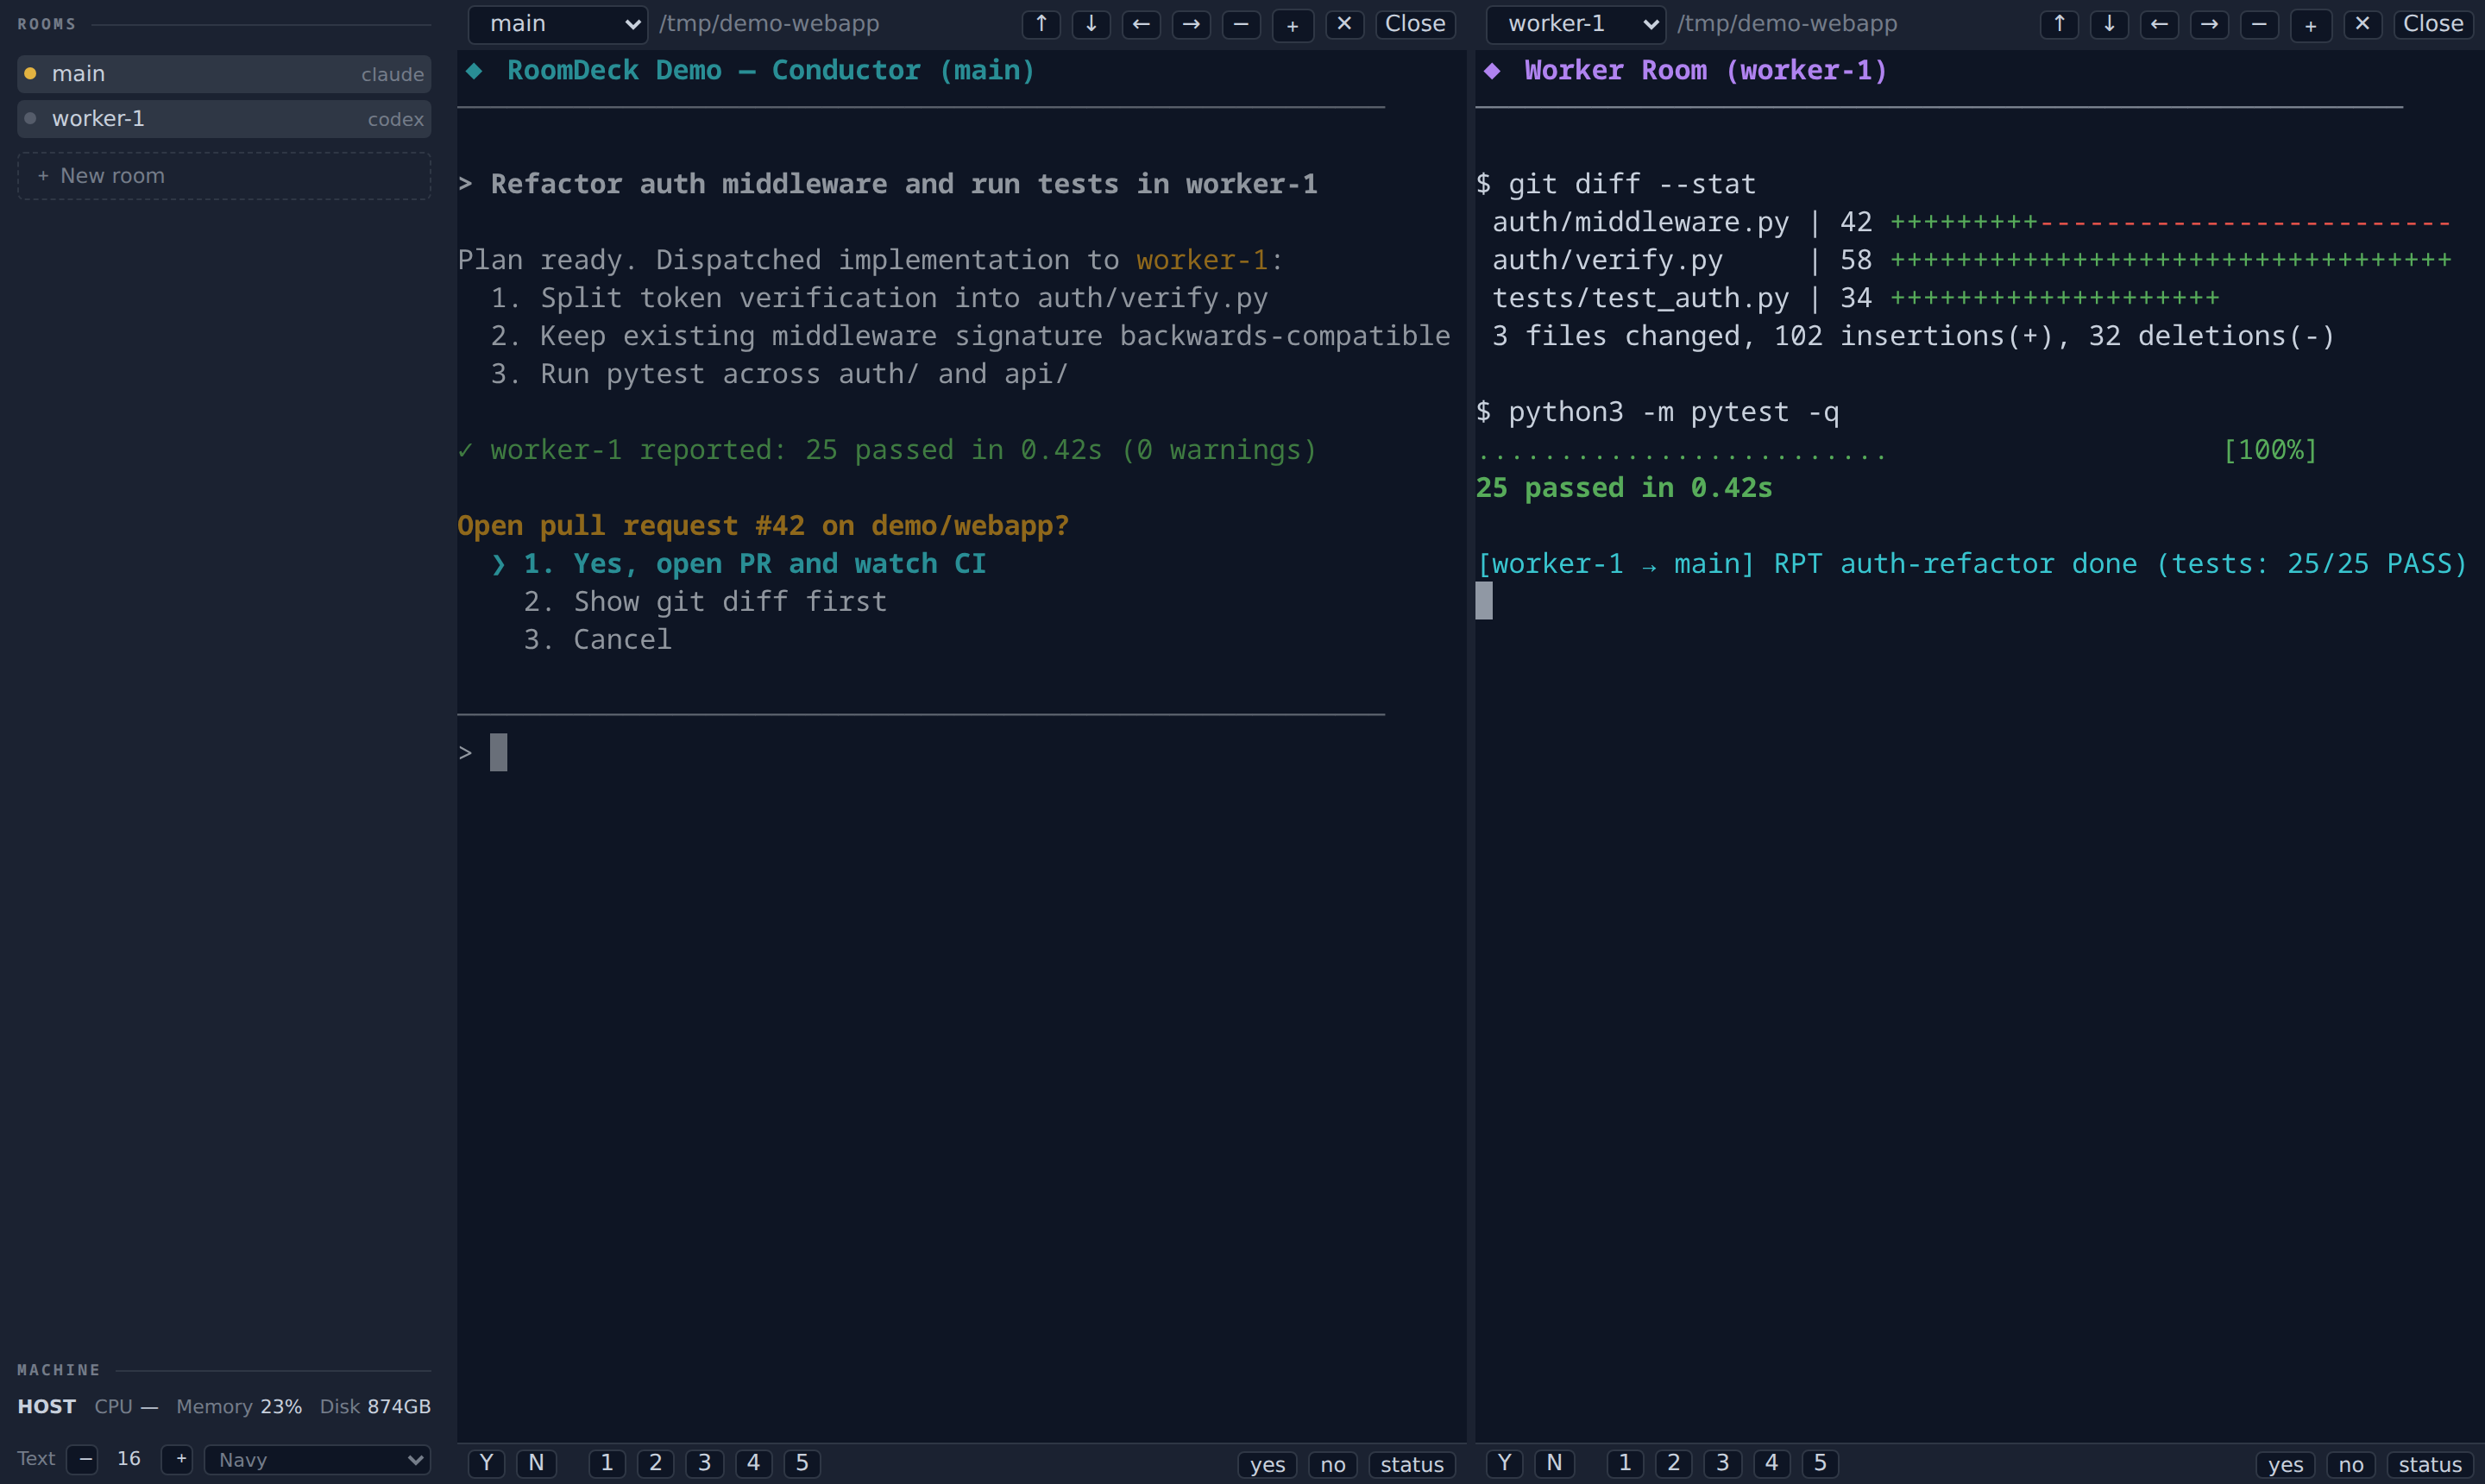 ROOMS
main claude
worker-1 codex
+ New room
MACHINE
HOST CPU — Memory 23% Disk 874GB
Text − 16 + Navy
main /tmp/demo-webapp ↑ ↓ ← → − + ✕ Close
◆ RoomDeck Demo — Conductor (main)
> Refactor auth middleware and run tests in worker-1
Plan ready. Dispatched implementation to worker-1:
1. Split token verification into auth/verify.py
2. Keep existing middleware signature backwards-compatible
3. Run pytest across auth/ and api/
✓ worker-1 reported: 25 passed in 0.42s (0 warnings)
Open pull request #42 on demo/webapp?
❯ 1. Yes, open PR and watch CI
2. Show git diff first
3. Cancel
>
Y N 1 2 3 4 5 yes no status
worker-1 /tmp/demo-webapp ↑ ↓ ← → − + ✕ Close
◆ Worker Room (worker-1)
$ git diff --stat
auth/middleware.py | 42 +++++++++-------------------------
auth/verify.py | 58 ++++++++++++++++++++++++++++++++++
tests/test_auth.py | 34 ++++++++++++++++++++
3 files changed, 102 insertions(+), 32 deletions(-)
$ python3 -m pytest -q
......................... [100%]
25 passed in 0.42s
[worker-1 → main] RPT auth-refactor done (tests: 25/25 PASS)
Y N 1 2 3 4 5 yes no status